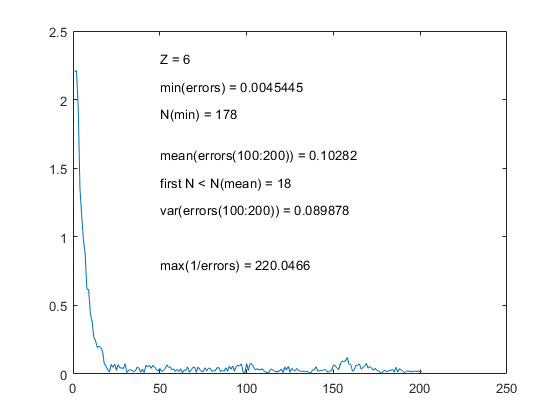 2.5
2
1.5
1
0.5
0
Z = 6
min(errors) = 0.0045445
N(min) = 178
mean(errors(100:200)) = 0.10282
first N < N(mean) = 18
var(errors(100:200)) = 0.089878
max(1/errors) = 220.0466
0 50 100 150 200 250